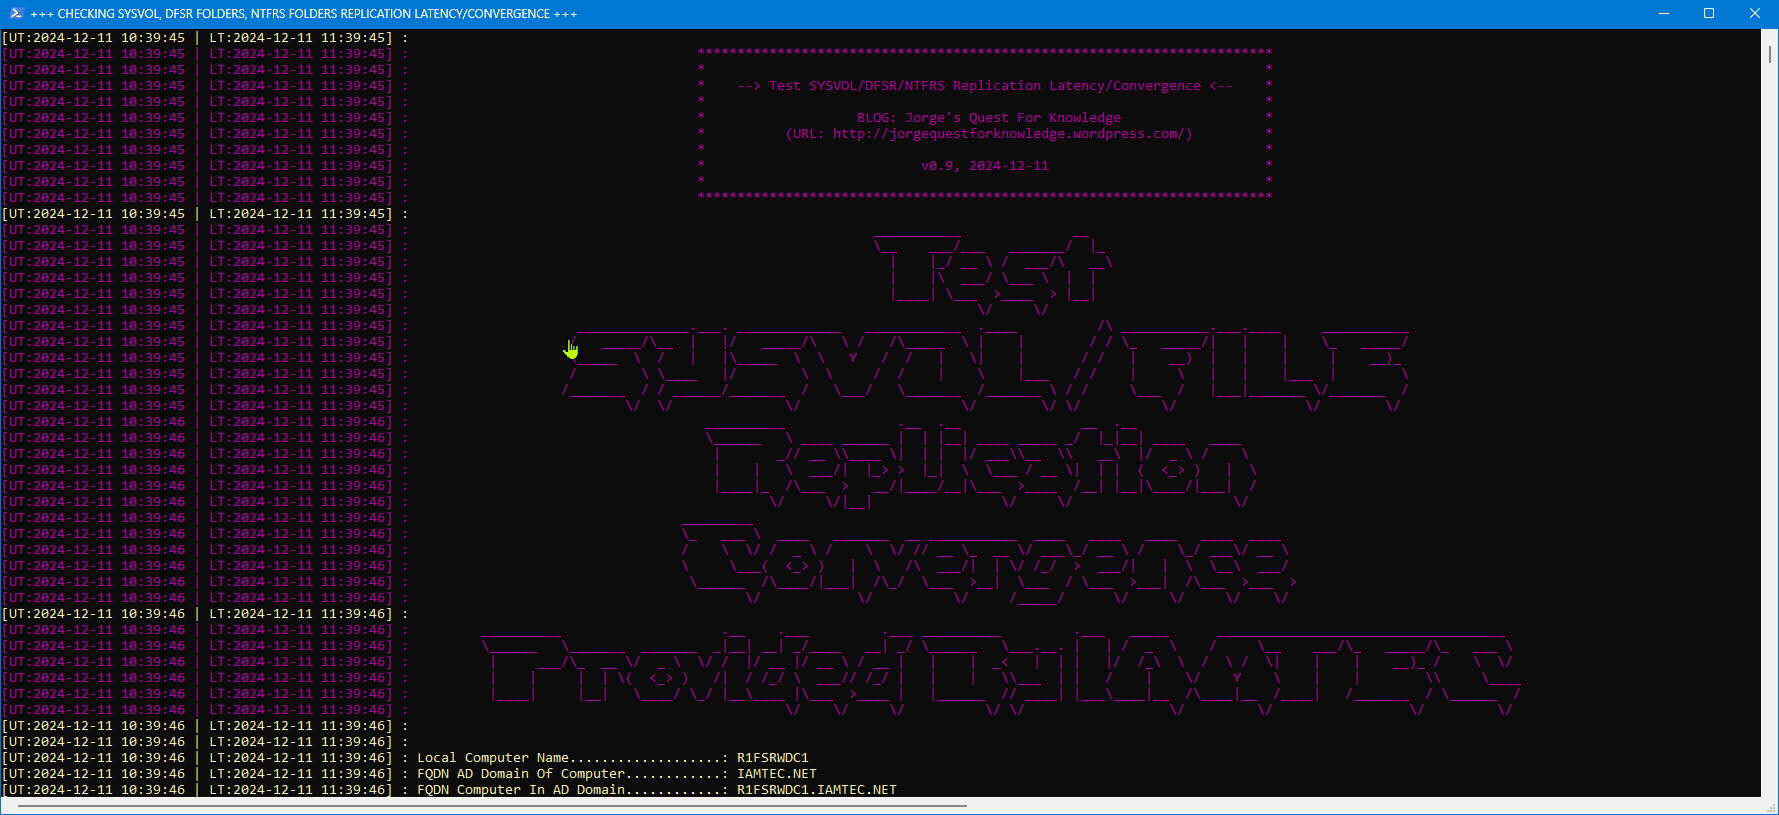 +++ CHECKING SYSVOL, DFSR FOLDERS, NTFRS FOLDERS REPLICATION LATENCY/CONVERGENCE +++
[UT:2024-12-11 10:39:45 | LT:2024-12-11 11:39:45] :
[UT:2024-12-11 10:39:45 | LT:2024-12-11 11:39:45] : ************************************************************************
[UT:2024-12-11 10:39:45 | LT:2024-12-11 11:39:45] : * *
[UT:2024-12-11 10:39:45 | LT:2024-12-11 11:39:45] : * --> Test SYSVOL/DFSR/NTFRS Replication Latency/Convergence <-- *
[UT:2024-12-11 10:39:45 | LT:2024-12-11 11:39:45] : * *
[UT:2024-12-11 10:39:45 | LT:2024-12-11 11:39:45] : * BLOG: Jorge's Quest For Knowledge *
[UT:2024-12-11 10:39:45 | LT:2024-12-11 11:39:45] : * (URL: http://jorgequestforknowledge.wordpress.com/) *
[UT:2024-12-11 10:39:45 | LT:2024-12-11 11:39:45] : * *
[UT:2024-12-11 10:39:45 | LT:2024-12-11 11:39:45] : * v0.9, 2024-12-11 *
[UT:2024-12-11 10:39:45 | LT:2024-12-11 11:39:45] : * *
[UT:2024-12-11 10:39:45 | LT:2024-12-11 11:39:45] : ************************************************************************
[UT:2024-12-11 10:39:45 | LT:2024-12-11 11:39:45] :
[UT:2024-12-11 10:39:45 | LT:2024-12-11 11:39:45] :
[UT:2024-12-11 10:39:45 | LT:2024-12-11 11:39:45] :
[UT:2024-12-11 10:39:45 | LT:2024-12-11 11:39:45] : Test
[UT:2024-12-11 10:39:45 | LT:2024-12-11 11:39:45] :
[UT:2024-12-11 10:39:45 | LT:2024-12-11 11:39:45] :
[UT:2024-12-11 10:39:45 | LT:2024-12-11 11:39:45] :
[UT:2024-12-11 10:39:45 | LT:2024-12-11 11:39:45] :
[UT:2024-12-11 10:39:45 | LT:2024-12-11 11:39:45] :
[UT:2024-12-11 10:39:45 | LT:2024-12-11 11:39:45] : SYSVOL/FILE
[UT:2024-12-11 10:39:45 | LT:2024-12-11 11:39:45] :
[UT:2024-12-11 10:39:45 | LT:2024-12-11 11:39:45] :
[UT:2024-12-11 10:39:45 | LT:2024-12-11 11:39:45] :
[UT:2024-12-11 10:39:46 | LT:2024-12-11 11:39:46] :
[UT:2024-12-11 10:39:46 | LT:2024-12-11 11:39:46] :
[UT:2024-12-11 10:39:46 | LT:2024-12-11 11:39:46] : Replication
[UT:2024-12-11 10:39:46 | LT:2024-12-11 11:39:46] :
[UT:2024-12-11 10:39:46 | LT:2024-12-11 11:39:46] :
[UT:2024-12-11 10:39:46 | LT:2024-12-11 11:39:46] :
[UT:2024-12-11 10:39:46 | LT:2024-12-11 11:39:46] :
[UT:2024-12-11 10:39:46 | LT:2024-12-11 11:39:46] :
[UT:2024-12-11 10:39:46 | LT:2024-12-11 11:39:46] : Convergence
[UT:2024-12-11 10:39:46 | LT:2024-12-11 11:39:46] :
[UT:2024-12-11 10:39:46 | LT:2024-12-11 11:39:46] :
[UT:2024-12-11 10:39:46 | LT:2024-12-11 11:39:46] :
[UT:2024-12-11 10:39:46 | LT:2024-12-11 11:39:46] :
[UT:2024-12-11 10:39:46 | LT:2024-12-11 11:39:46] :
[UT:2024-12-11 10:39:46 | LT:2024-12-11 11:39:46] :
[UT:2024-12-11 10:39:46 | LT:2024-12-11 11:39:46] : Provided By IAMTEC
[UT:2024-12-11 10:39:46 | LT:2024-12-11 11:39:46] :
[UT:2024-12-11 10:39:46 | LT:2024-12-11 11:39:46] :
[UT:2024-12-11 10:39:46 | LT:2024-12-11 11:39:46] :
[UT:2024-12-11 10:39:46 | LT:2024-12-11 11:39:46] :
[UT:2024-12-11 10:39:46 | LT:2024-12-11 11:39:46] :
[UT:2024-12-11 10:39:46 | LT:2024-12-11 11:39:46] : Local Computer Name...................: R1FSRWDC1
[UT:2024-12-11 10:39:46 | LT:2024-12-11 11:39:46] : FQDN AD Domain Of Computer............: IAMTEC.NET
[UT:2024-12-11 10:39:46 | LT:2024-12-11 11:39:46] : FQDN Computer In AD Domain............: R1FSRWDC1.IAMTEC.NET